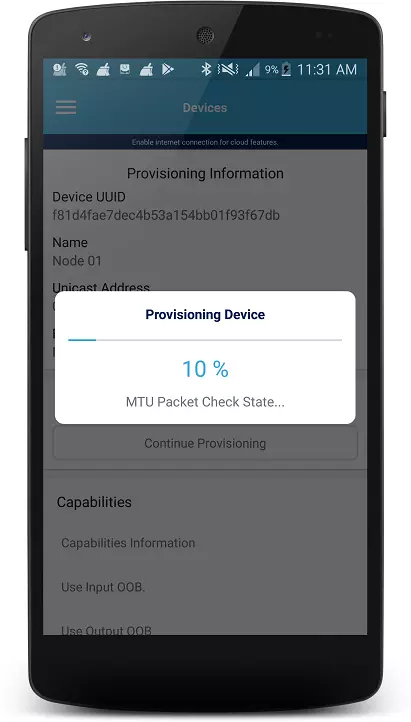 9% 11:31 AM
Devices
Enable internet connection for cloud features.
Provisioning Information
Device UUID
f81d4fae7dec4b53a154bb01f93f67db
Name
Node 01
Unicast Address
Provisioning Device
10 %
MTU Packet Check State...
Continue Provisioning
Capabilities
Capabilities Information
Use Input OOB.
Use Output OOB